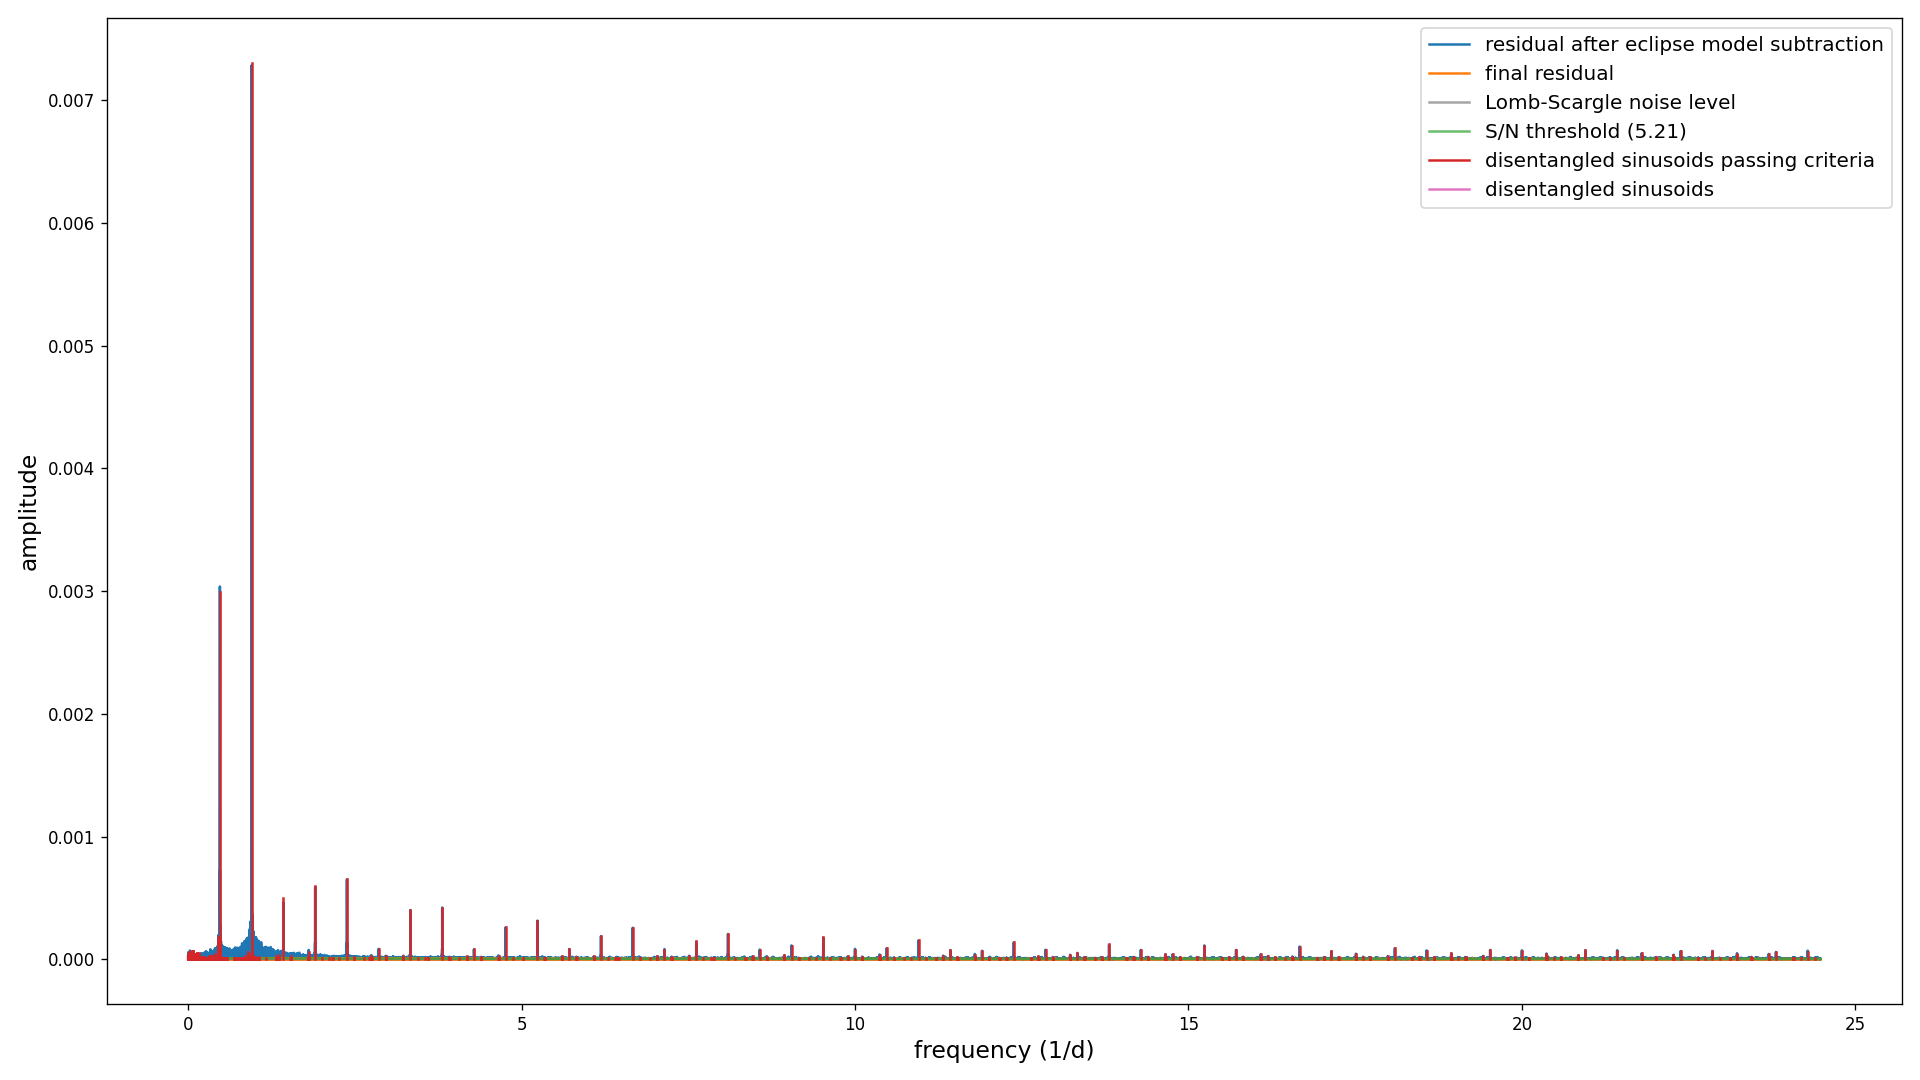 residual after eclipse model subtraction
final residual
Lomb-Scargle noise level
S/N threshold (5.21)
disentangled sinusoids passing criteria
disentangled sinusoids
amplitude
0.007
0.006
0.005
0.004
0.003
0.002
0.001
0.000
0 5 10 15 20 25
frequency (1/d)